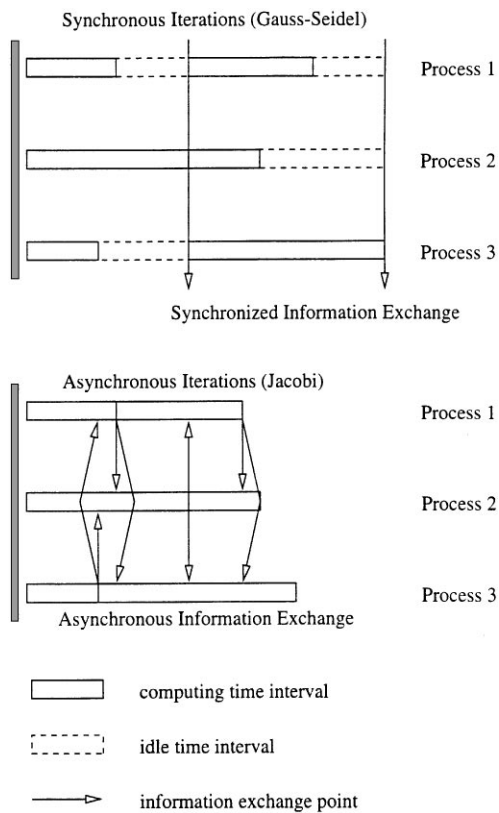 Synchronous Iterations (Gauss-Seidel)
Process 1
Process 2
Process 3
Synchronized Information Exchange
Asynchronous Iterations (Jacobi)
Process 1
Process 2
Process 3
Asynchronous Information Exchange
computing time interval
idle time interval
information exchange point